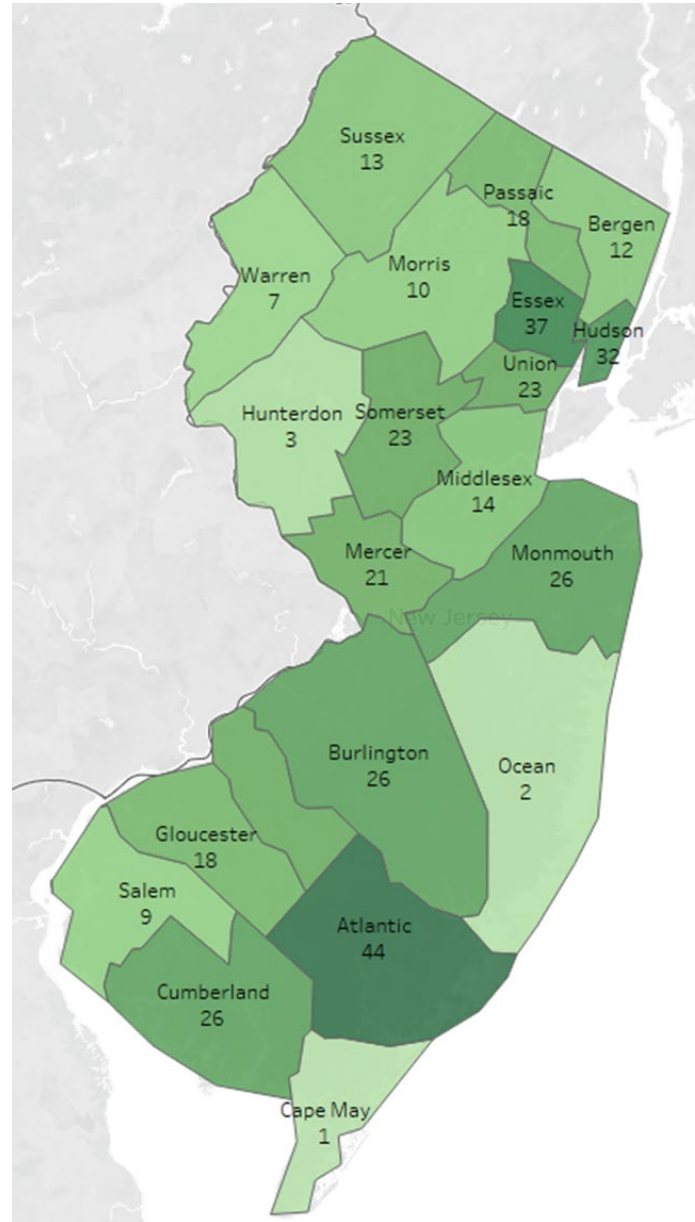 Sussex
13
Passaic
18
Bergen
12
Warren
7
Morris
10
Essex
37
Hudson
32
Union
23
Hunterdon
3
Somerset
23
Middlesex
14
Mercer
21
Monmouth
26
New Jersey
Burlington
26
Ocean
2
Gloucester
18
Salem
9
Atlantic
44
Cumberland
26
Cape May
1